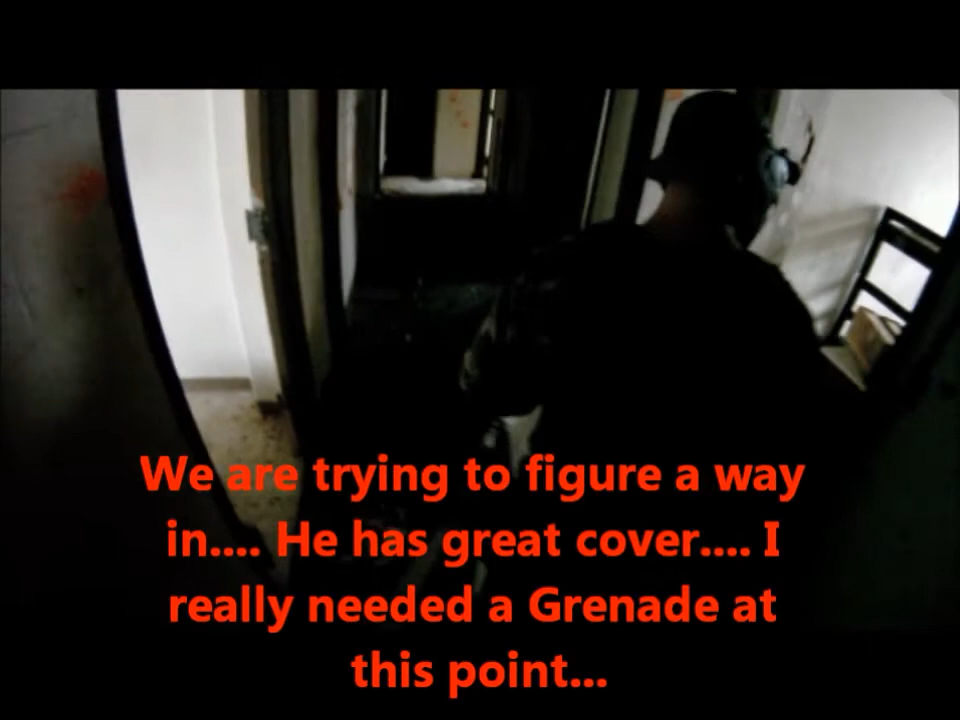 We are trying to figure a way
in.... He has great cover.... I
really needed a Grenade at
this point...